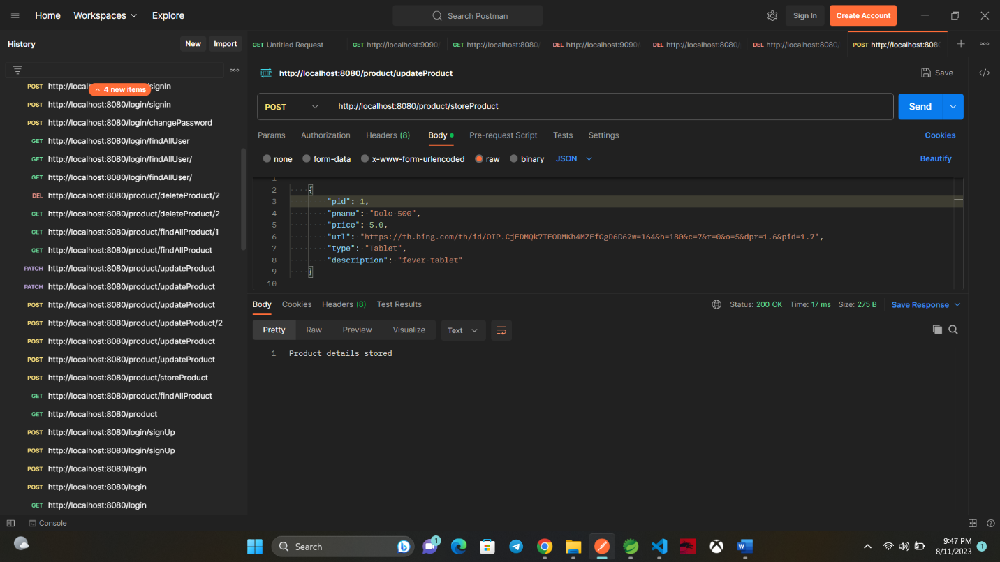 Home Workspaces Explore Search Postman Sign In Create Account
History New Import
GET Untitled Request GET http://localhost:9090/ GET http://localhost:8080/ DEL http://localhost:9090/ DEL http://localhost:8080/ DEL http://localhost:8080/ POST http://localhost:808
4 new items
POST http://loc signIn
POST http://localhost:8080/login/signin
POST http://localhost:8080/login/changePassword
GET http://localhost:8080/login/findAllUser
GET http://localhost:8080/login/findAllUser/
GET http://localhost:8080/login/findAllUser/
DEL http://localhost:8080/product/deleteProduct/2
GET http://localhost:8080/product/deleteProduct/2
GET http://localhost:8080/product/findAllProduct/1
GET http://localhost:8080/product/findAllProduct
PATCH http://localhost:8080/product/updateProduct
PATCH http://localhost:8080/product/updateProduct
POST http://localhost:8080/product/updateProduct
POST http://localhost:8080/product/updateProduct/2
POST http://localhost:8080/product/updateProduct
POST http://localhost:8080/product/updateProduct
POST http://localhost:8080/product/storeProduct
GET http://localhost:8080/product/findAllProduct
GET http://localhost:8080/product
POST http://localhost:8080/login/signUp
POST http://localhost:8080/login/signUp
POST http://localhost:8080/login
POST http://localhost:8080/login
GET http://localhost:8080/login
HTTP http://localhost:8080/product/updateProduct Save
POST http://localhost:8080/product/storeProduct Send
Params Authorization Headers (8) Body Pre-request Script Tests Settings Cookies
none form-data x-www-form-urlencoded raw binary JSON Beautify
1
2 {
3 "pid": 1,
4 "pname": "Dolo 500",
5 "price": 5.0,
6 "url": "https://th.bing.com/th/id/OIP.CjEDMQk7TEODMKh4MZFfGgD6D6?w=164&h=180&c=7&r=0&o=5&dpr=1.6&pid=1.7",
7 "type": "Tablet",
8 "description": "fever tablet"
9 }
10
Body Cookies Headers (8) Test Results Status: 200 OK Time: 17 ms Size: 275 B Save Response
Pretty Raw Preview Visualize Text
1 Product details stored
Console
Search 1 9:47 PM 1
8/11/2023